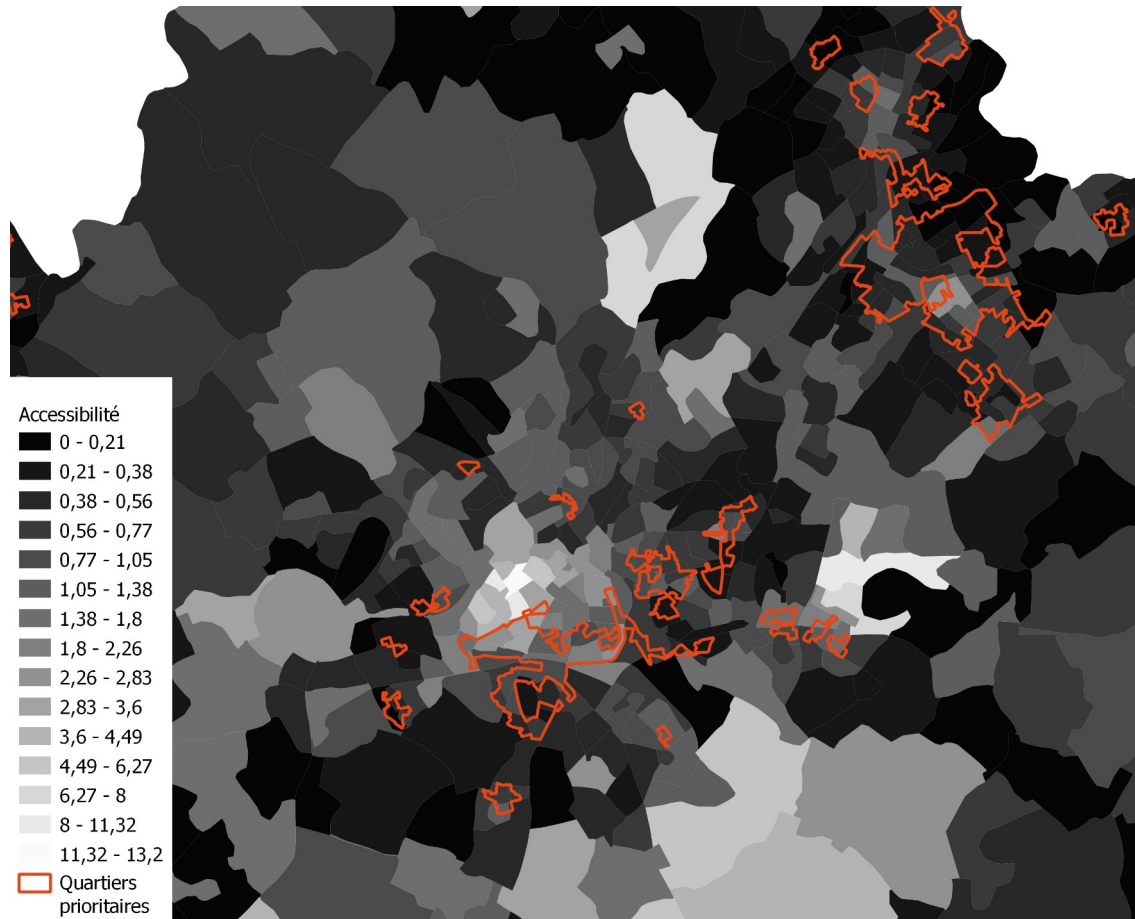 Accessibilité
0 - 0,21
0,21 - 0,38
0,38 - 0,56
0,56 - 0,77
0,77 - 1,05
1,05 - 1,38
1,38 - 1,8
1,8 - 2,26
2,26 - 2,83
2,83 - 3,6
3,6 - 4,49
4,49 - 6,27
6,27 - 8
8 - 11,32
11,32 - 13,2
Quartiers
prioritaires